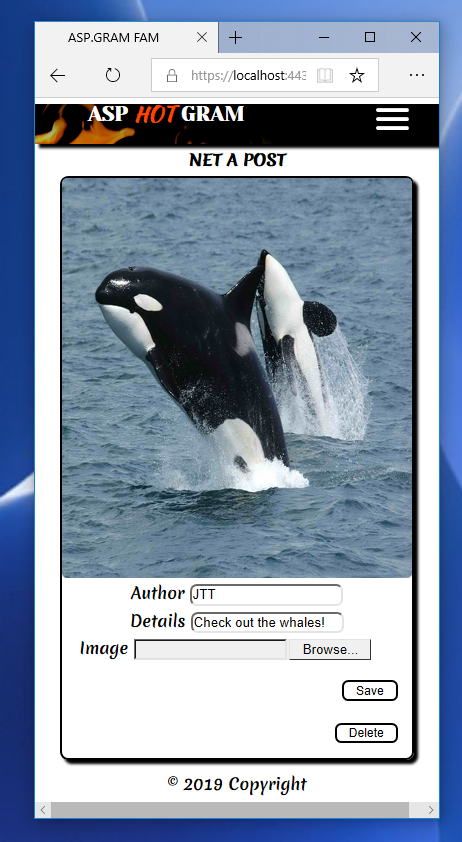 ASP.GRAM FAM
https://localhost:443
ASP HOT GRAM
NET A POST
Author JTT
Details Check out the whales!
Image Browse...
Save
Delete
© 2019 Copyright